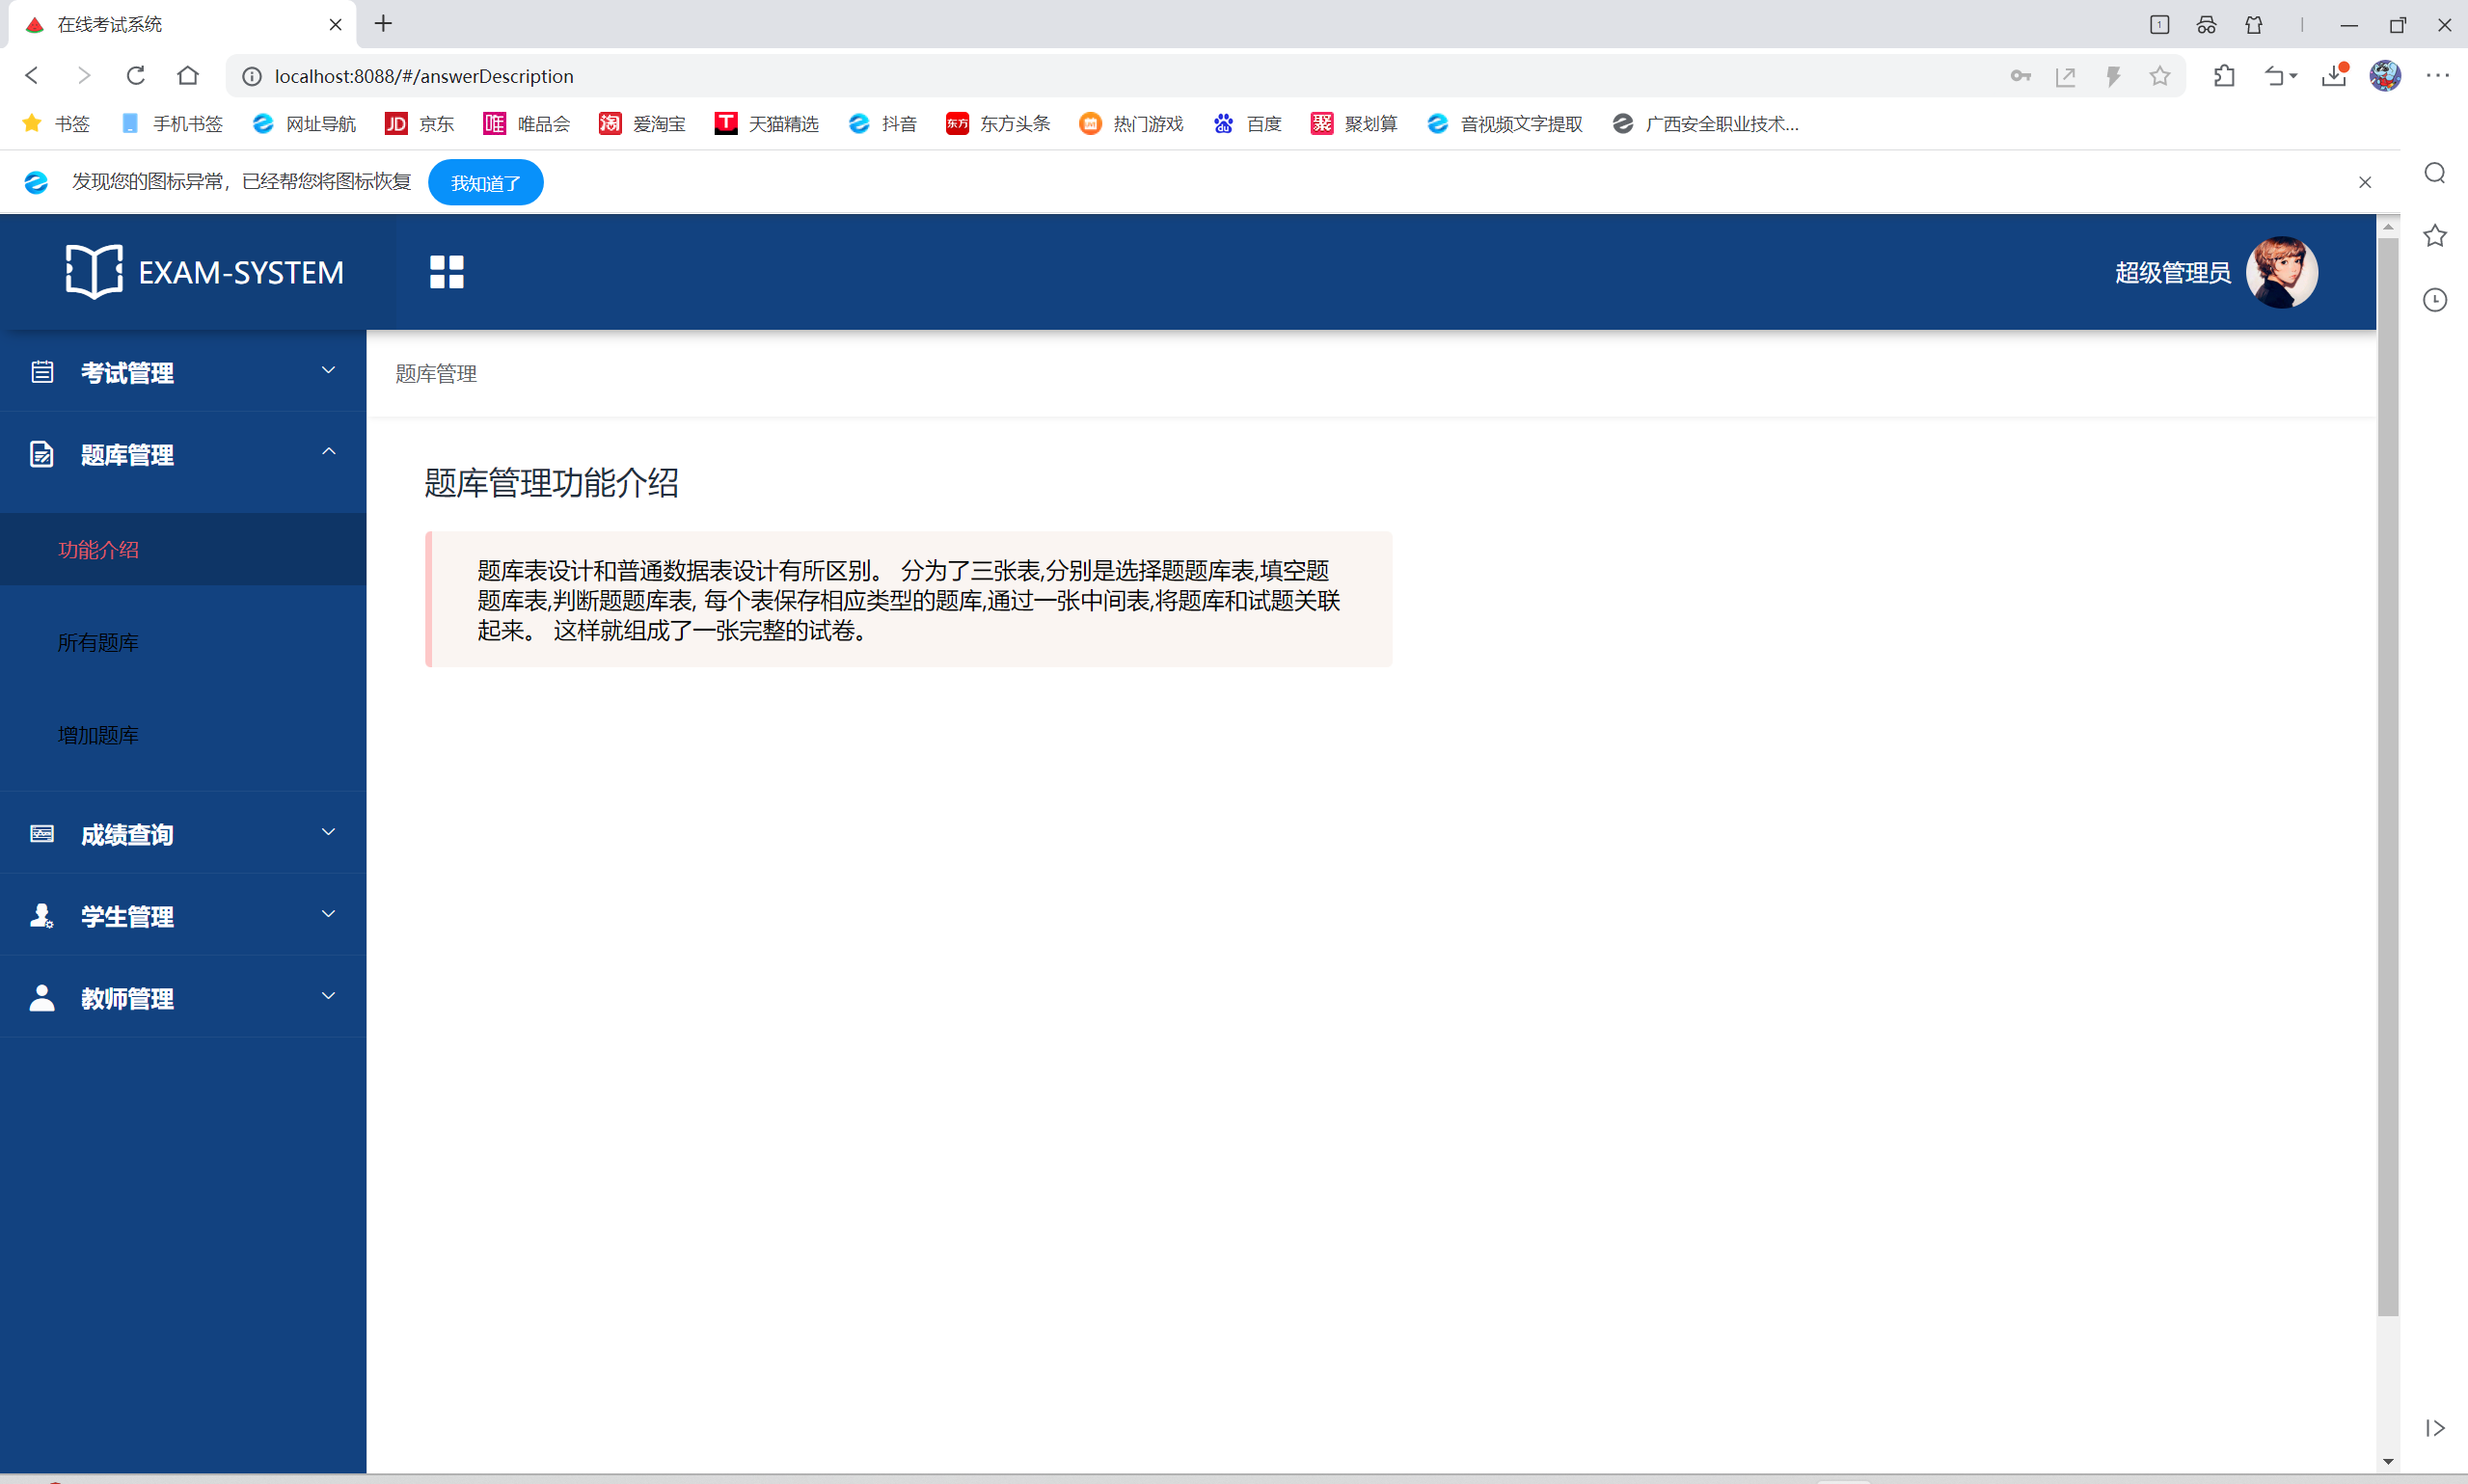 在线考试系统
localhost:8088/#/answerDescription
书签 手机书签 网址导航 JD 京东 唯 唯品会 淘 爱淘宝 T 天猫精选 抖音 东方 东方头条 热门游戏 du 百度 聚 聚划算 音视频文字提取 广西安全职业技术...
发现您的图标异常，已经帮您将图标恢复 我知道了
EXAM-SYSTEM
超级管理员
考试管理
题库管理
功能介绍
所有题库
增加题库
成绩查询
学生管理
教师管理
题库管理
题库管理功能介绍
题库表设计和普通数据表设计有所区别。 分为了三张表,分别是选择题题库表,填空题
题库表,判断题题库表, 每个表保存相应类型的题库,通过一张中间表,将题库和试题关联
起来。 这样就组成了一张完整的试卷。